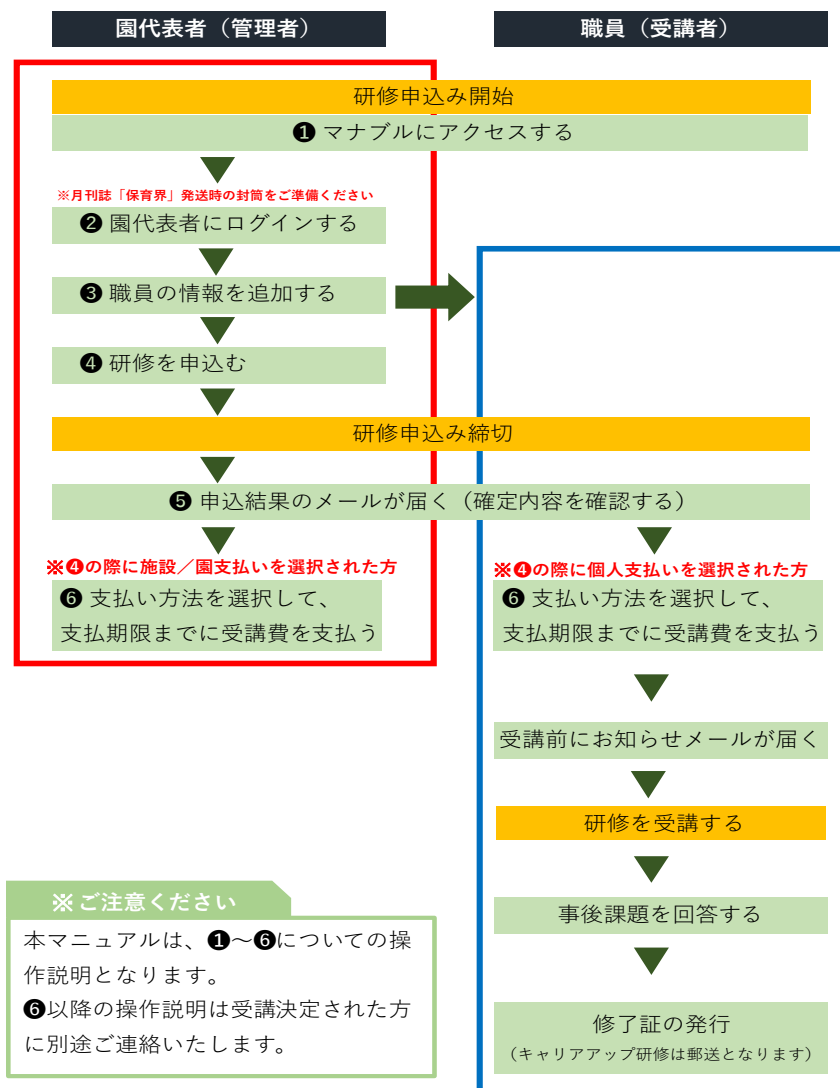 園代表者（管理者）
職員（受講者）
研修申込み開始
❶ マナブルにアクセスする
※月刊誌「保育界」発送時の封筒をご準備ください
❷ 園代表者にログインする
❸ 職員の情報を追加する
❹ 研修を申込む
研修申込み締切
❺ 申込結果のメールが届く（確定内容を確認する）
※❹の際に施設／園支払いを選択された方
❻ 支払い方法を選択して、
支払期限までに受講費を支払う
※❹の際に個人支払いを選択された方
❻ 支払い方法を選択して、
支払期限までに受講費を支払う
受講前にお知らせメールが届く
研修を受講する
事後課題を回答する
修了証の発行
（キャリアアップ研修は郵送となります）
※ご注意ください
本マニュアルは、❶～❻についての操
作説明となります。
❻以降の操作説明は受講決定された方
に別途ご連絡いたします。